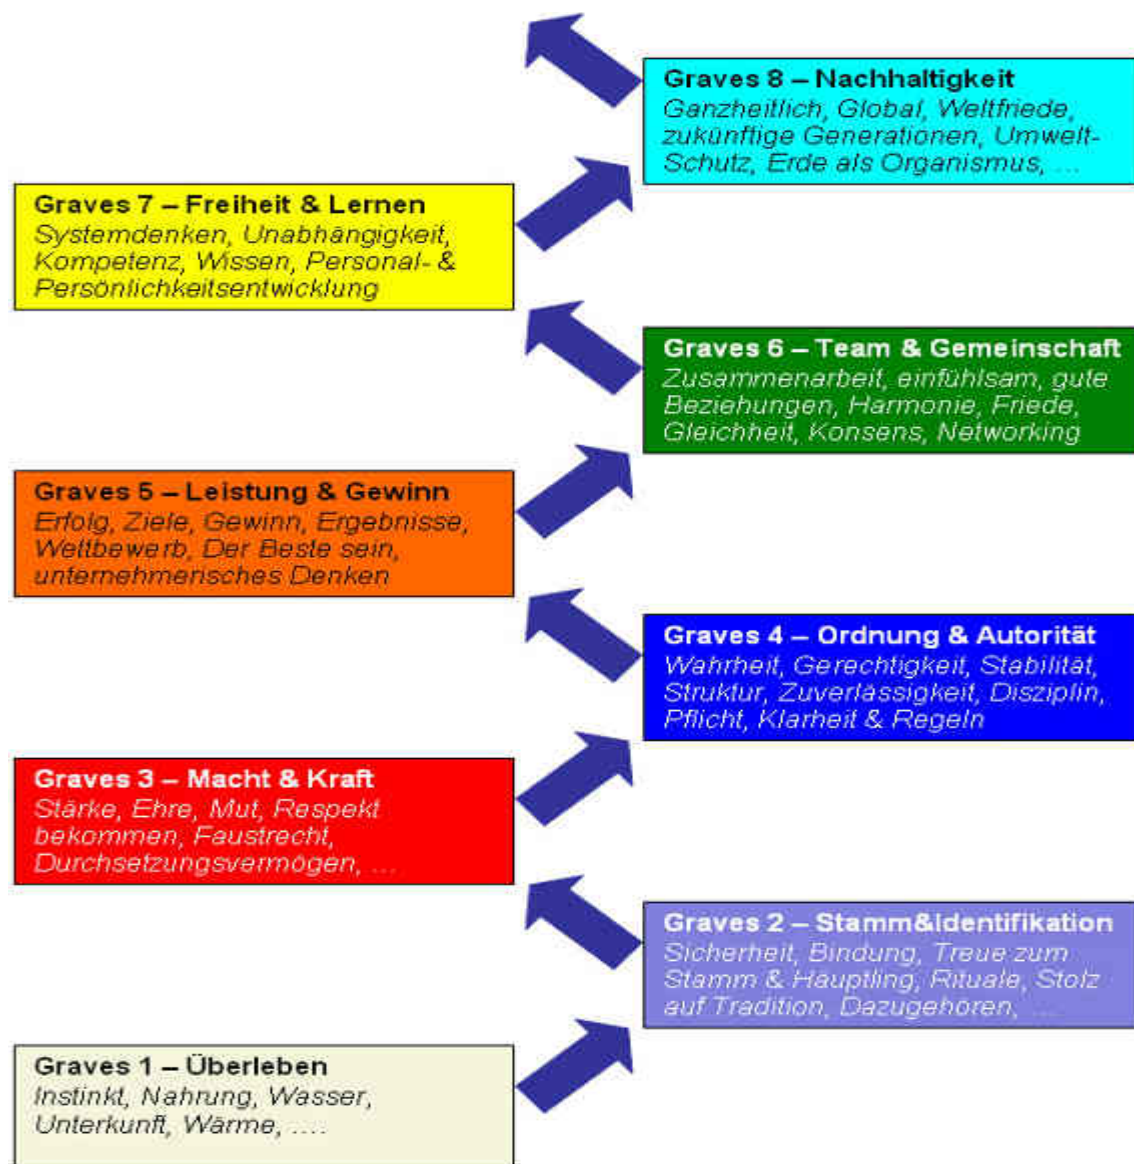 Graves 8 – Nachhaltigkeit
Ganzheitlich, Global, Weltfriede,
zukünftige Generationen, Umwelt-
Schutz, Erde als Organismus, ...
Graves 7 – Freiheit & Lernen
Systemdenken, Unabhängigkeit,
Kompetenz, Wissen, Personal- &
Persönlichkeitsentwicklung
Graves 6 – Team & Gemeinschaft
Zusammenarbeit, einfühlsam, gute
Beziehungen, Harmonie, Friede,
Gleichheit, Konsens, Networking
Graves 5 – Leistung & Gewinn
Erfolg, Ziele, Gewinn, Ergebnisse,
Wettbewerb, Der Beste sein,
unternehmerisches Denken
Graves 4 – Ordnung & Autorität
Wahrheit, Gerechtigkeit, Stabilität,
Struktur, Zuverlässigkeit, Disziplin,
Pflicht, Klarheit & Regeln
Graves 3 – Macht & Kraft
Stärke, Ehre, Mut, Respekt
bekommen, Faustrecht,
Durchsetzungsvermögen, ...
Graves 2 – Stamm&Identifikation
Sicherheit, Bindung, Treue zum
Stamm & Häuptling, Rituale, Stolz
auf Tradition, Dazugehören, ...
Graves 1 – Überleben
Instinkt, Nahrung, Wasser,
Unterkunft, Wärme, ....